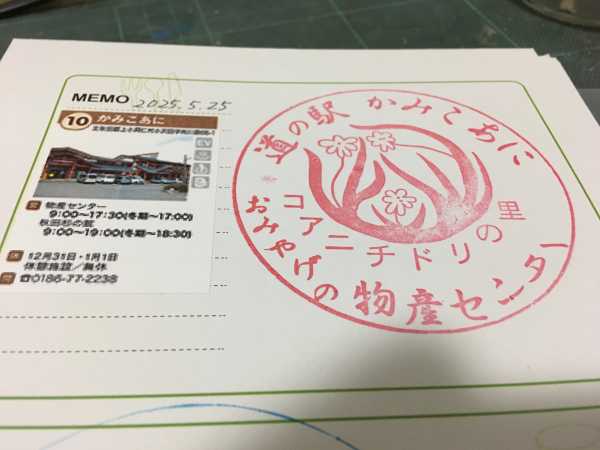 MEMO 2025.5.25
10 かみこあに
物産センター
9:00〜17:30(冬期〜17:00)
秋田杉の館
9:00〜19:00(冬期〜18:30)
12月31日・1月1日
休憩施設/無休
☎0186-77-2238
道の駅 かみこあに
コアニチドリの里
おみやげの物産センター